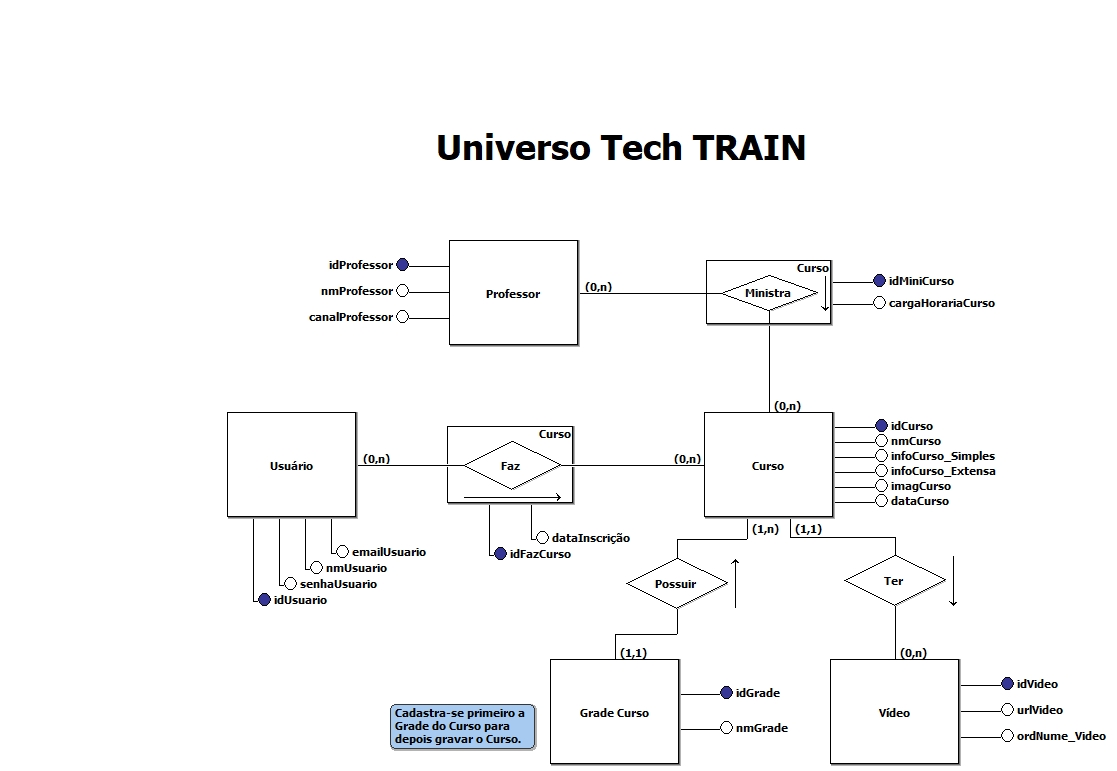 Universo Tech TRAIN
idProfessor
nmProfessor
canalProfessor
Professor
(0,n)
Curso
Ministra
idMiniCurso
cargaHorariaCurso
(0,n)
Usuário
(0,n)
Curso
Faz
(0,n)
Curso
idCurso
nmCurso
infoCurso_Simples
infoCurso_Extensa
imagCurso
dataCurso
emailUsuario
nmUsuario
senhaUsuario
idUsuario
dataInscrição
idFazCurso
(1,n)
(1,1)
Possuir
Ter
(1,1)
(0,n)
Cadastra-se primeiro a
Grade do Curso para
depois gravar o Curso.
Grade Curso
idGrade
nmGrade
Vídeo
idVideo
urlVideo
ordNume_Video